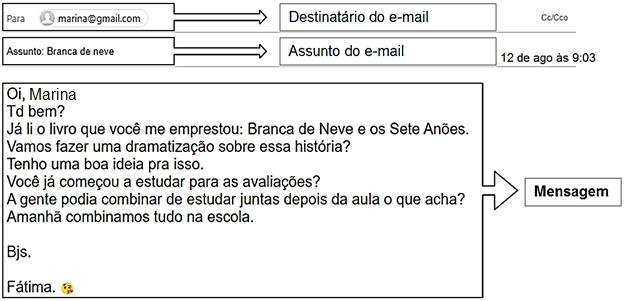 Para marina@gmail.com Destinatário do e-mail Cc/Cco
Assunto: Branca de neve Assunto do e-mail 12 de ago às 9:03
Oi, Marina
Td bem?
Já li o livro que você me emprestou: Branca de Neve e os Sete Anões.
Vamos fazer uma dramatização sobre essa história?
Tenho uma boa ideia pra isso.
Você já começou a estudar para as avaliações?
A gente podia combinar de estudar juntas depois da aula o que acha?
Amanhã combinamos tudo na escola.
Bjs.
Fátima. 😘
Mensagem